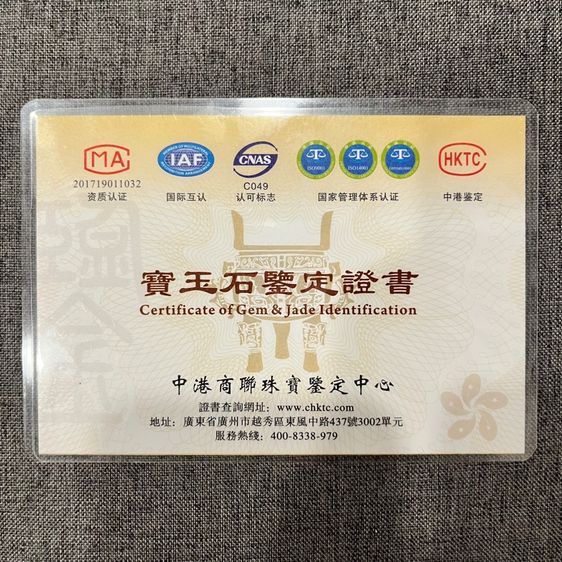 MA
IAF
CNAS
ISO9001
ISO14001
HKTC
201719011032
C049
资质认证
国际互认
认可标志
国家管理体系认证
中港鉴定
寶玉石鑒定證書
Certificate of Gem & Jade Identification
中港商聯珠寶鑒定中心
證書查詢網址：www.chktc.com
地址：廣東省廣州市越秀區東風中路437號3002單元
服務熱綫：400-8338-979